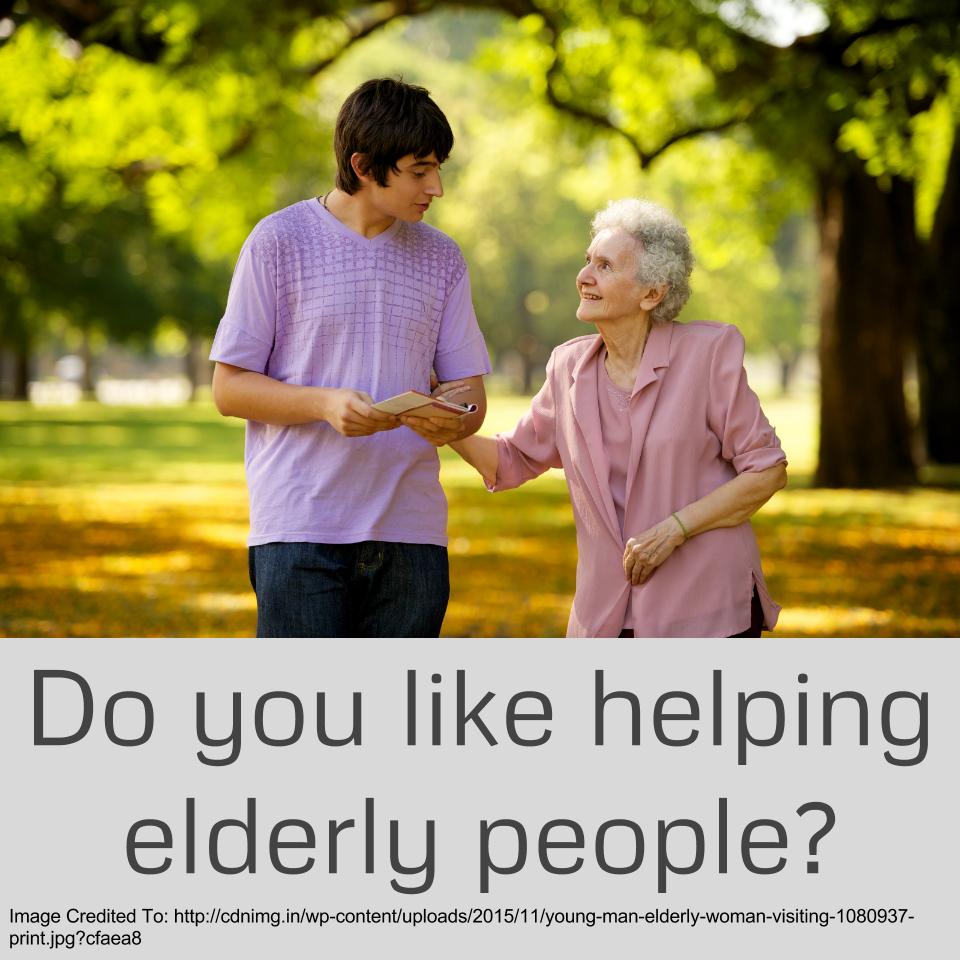 Do you like helping
elderly people?
Image Credited To: http://cdnimg.in/wp-content/uploads/2015/11/young-man-elderly-woman-visiting-1080937-
print.jpg?cfaea8